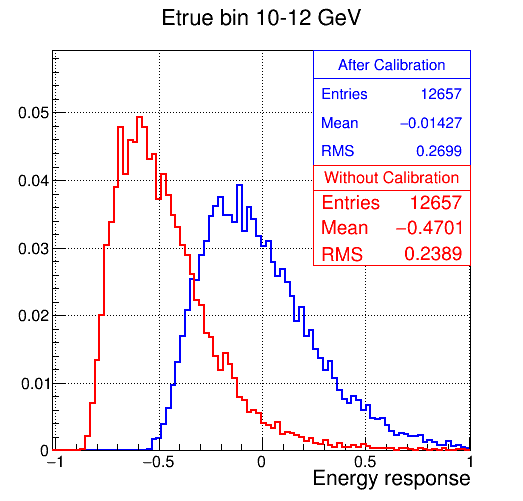 Etrue bin 10-12 GeV
After Calibration
Entries 12657
Mean −0.01427
RMS 0.2699
Without Calibration
Entries 12657
Mean −0.4701
RMS 0.2389
0.05
0.04
0.03
0.02
0.01
0
−1 −0.5 0 0.5 1
Energy response